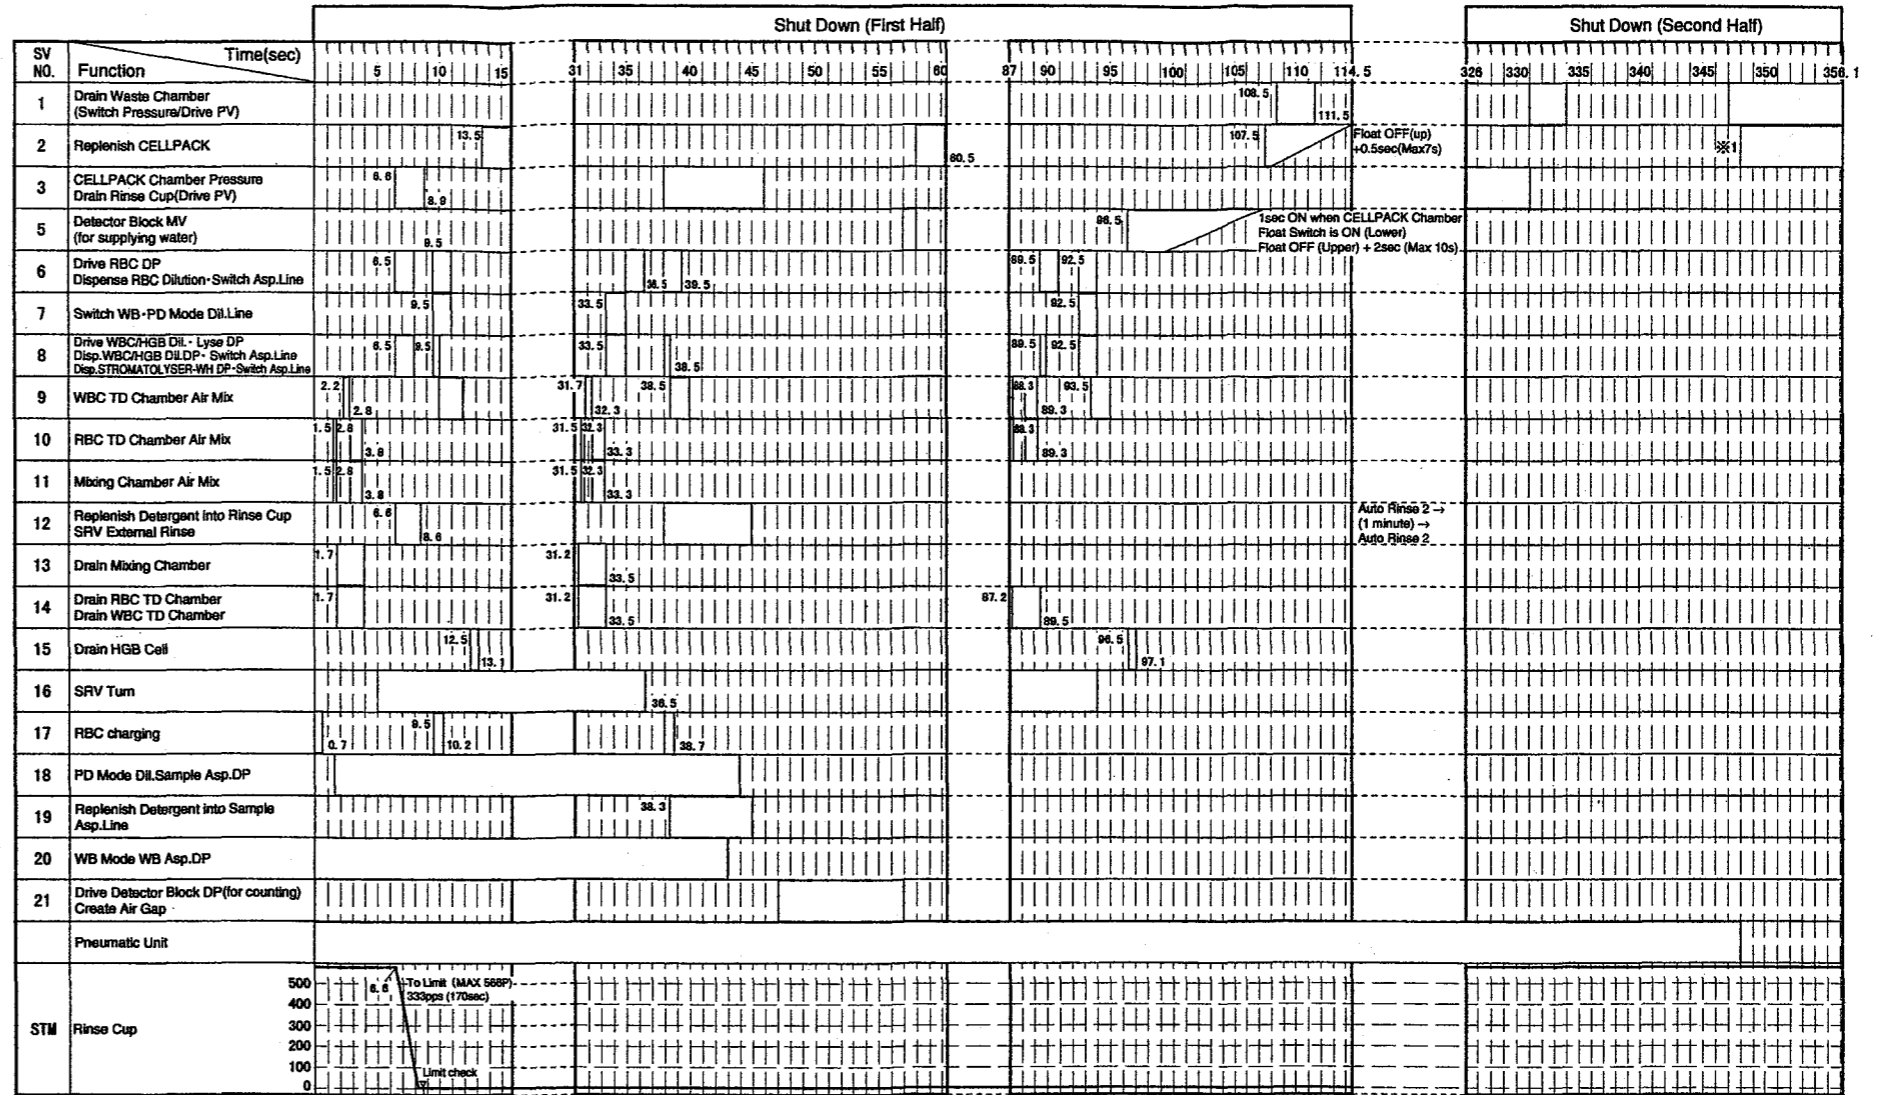 Shut Down (First Half)
Shut Down (Second Half)
SV NO.
Time(sec)
Function
5 10 15 31 35 40 45 50 55 60 87 90 95 100 105 110 114.5 326 330 335 340 345 350 356.1
1
Drain Waste Chamber
(Switch Pressure/Drive PV)
108.5
111.5
2
Replenish CELLPACK
13.5
60.5
107.5
Float OFF(up)
+0.5sec(Max7s)
※1
3
CELLPACK Chamber Pressure
Drain Rinse Cup(Drive PV)
6.6
8.9
5
Detector Block MV
(for supplying water)
9.5
96.5
1sec ON when CELLPACK Chamber
Float Switch is ON (Lower)
Float OFF (Upper) + 2sec (Max 10s)
6
Drive RBC DP
Dispense RBC Dilution・Switch Asp.Line
6.5
36.5 39.5
89.5 92.5
7
Switch WB・PD Mode Dil.Line
9.5
33.5
92.5
8
Drive WBC/HGB Dil.・Lyse DP
Disp.WBC/HGB Dil.DP・Switch Asp.Line
Disp.STROMATOLYSER-WH DP・Switch Asp.Line
6.5 9.5
33.5
38.5
89.5 92.5
9
WBC TD Chamber Air Mix
2.2
2.8
31.7
32.3
38.5
88.3
89.3
93.5
10
RBC TD Chamber Air Mix
1.5 2.8
3.8
31.5 32.3
33.3
88.3
89.3
11
Mixing Chamber Air Mix
1.5 2.8
3.8
31.5 32.3
33.3
12
Replenish Detergent into Rinse Cup
SRV External Rinse
6.6
8.6
Auto Rinse 2 →
(1 minute) →
Auto Rinse 2
13
Drain Mixing Chamber
1.7
31.2
33.5
14
Drain RBC TD Chamber
Drain WBC TD Chamber
1.7
31.2
33.5
87.2
89.5
15
Drain HGB Cell
12.5
13.1
96.5
97.1
16
SRV Turn
36.5
17
RBC charging
0.7
9.5
10.2
38.7
18
PD Mode Dil.Sample Asp.DP
19
Replenish Detergent into Sample
Asp.Line
38.3
20
WB Mode WB Asp.DP
21
Drive Detector Block DP(for counting)
Create Air Gap
Pneumatic Unit
STM
Rinse Cup
500
400
300
200
100
0
6.6
To Limit (MAX 566P)
333pps (170sec)
Limit check